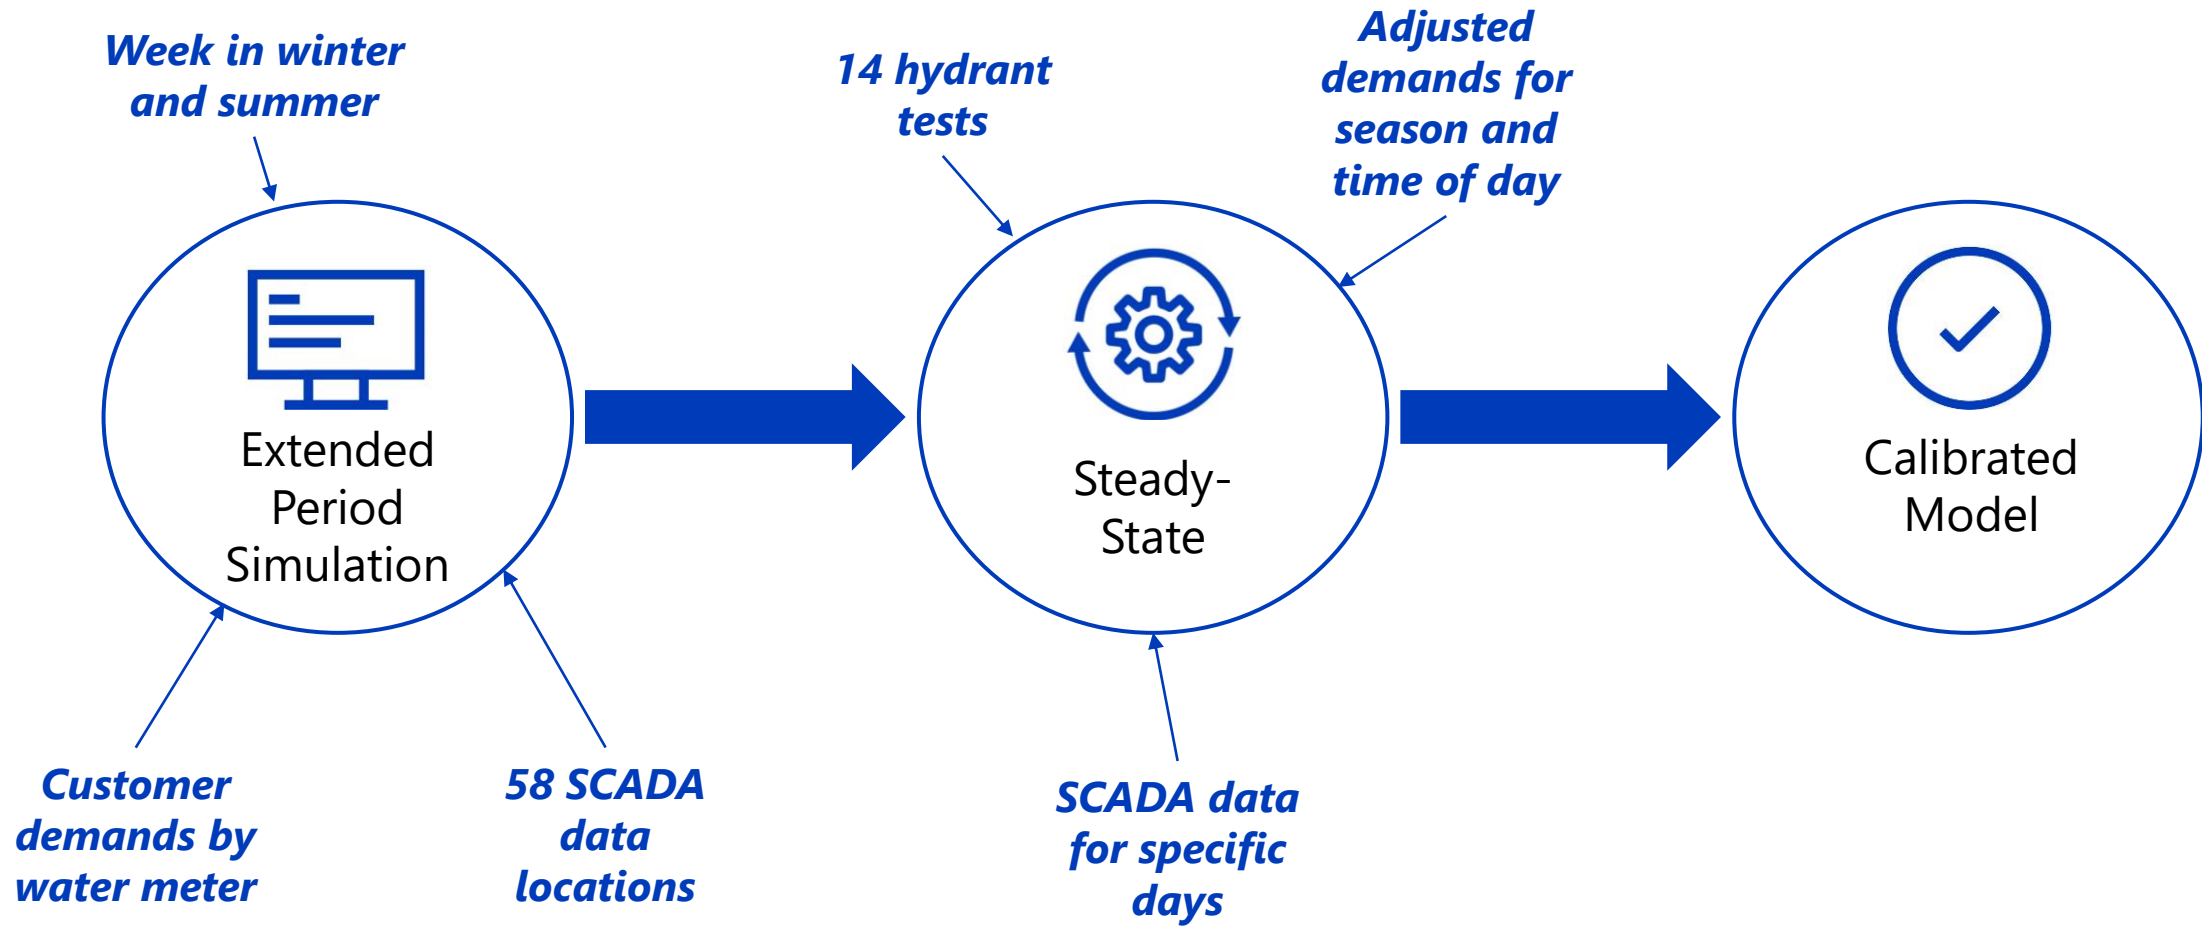 Week in winter
and summer
14 hydrant
tests
Adjusted
demands for
season and
time of day
Extended
Period
Simulation
Steady-
State
Calibrated
Model
Customer
demands by
water meter
58 SCADA
data
locations
SCADA data
for specific
days